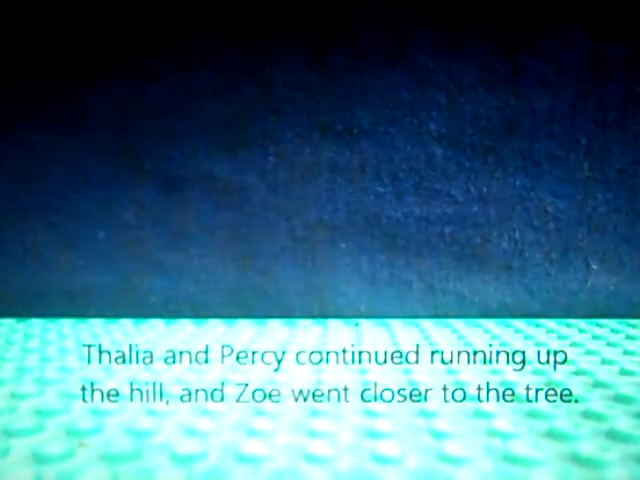 Thalia and Percy continued running up
the hill, and Zoe went closer to the tree.